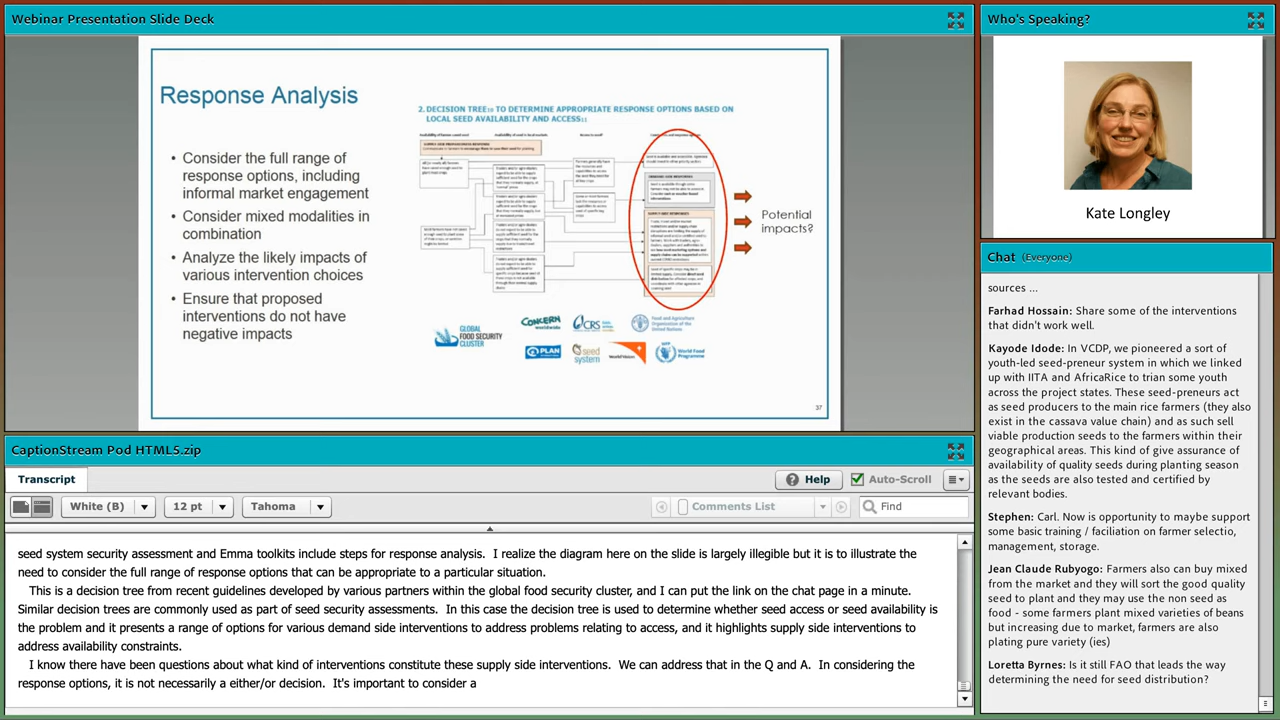 Webinar Presentation Slide Deck
Response Analysis
• Consider the full range of
response options, including
informal market engagement
• Consider mixed modalities in
combination
• Analyze the likely impacts of
various intervention choices
• Ensure that proposed
interventions do not have
negative impacts
2. DECISION TREE10 TO DETERMINE APPROPRIATE RESPONSE OPTIONS BASED ON
LOCAL SEED AVAILABILITY AND ACCESS:11
Potential
impacts?
GLOBAL
FOOD SECURITY
CLUSTER
CONCERN
worldwide
CRS
Food and Agriculture
Organization of the
United Nations
PLAN
seed
system
World Vision
WFP
World Food
Programme
37
Who's Speaking?
Kate Longley
Chat (Everyone)
sources ...
Farhad Hossain: Share some of the interventions
that didn't work well.
Kayode Idode: In VCDP we pioneered a sort of
youth-led seed-preneur system in which we linked
up with IITA and AfricaRice to trian some youth
across the project states. These seed-preneurs act
as seed producers to the main rice farmers (they also
exist in the cassava value chain) and as such sell
viable production seeds to the farmers within their
geographical areas. This kind of give assurance of
availability of quality seeds during planting season
as the seeds are also tested and certified by
relevant bodies.
Stephen: Carl. Now is opportunity to maybe support
some basic training / faciliation on farmer selectio,
management, storage.
Jean Claude Rubyogo: Farmers also can buy mixed
from the market and they will sort the good quality
seed to plant and they may use the non seed as
food - some farmers plant mixed varieties of beans
but increasing due to market, farmers are also
plating pure variety (ies)
Loretta Byrnes: Is it still FAO that leads the way
determining the need for seed distribution?
CaptionStream Pod HTML5.zip
Transcript
Help
Auto-Scroll
White (B)
12 pt
Tahoma
Comments List
Find
seed system security assessment and Emma toolkits include steps for response analysis. I realize the diagram here on the slide is largely illegible but it is to illustrate the
need to consider the full range of response options that can be appropriate to a particular situation.
This is a decision tree from recent guidelines developed by various partners within the global food security cluster, and I can put the link on the chat page in a minute.
Similar decision trees are commonly used as part of seed security assessments. In this case the decision tree is used to determine whether seed access or seed availability is
the problem and it presents a range of options for various demand side interventions to address problems relating to access, and it highlights supply side interventions to
address availability constraints.
I know there have been questions about what kind of interventions constitute these supply side interventions. We can address that in the Q and A. In considering the
response options, it is not necessarily a either/or decision. It's important to consider a